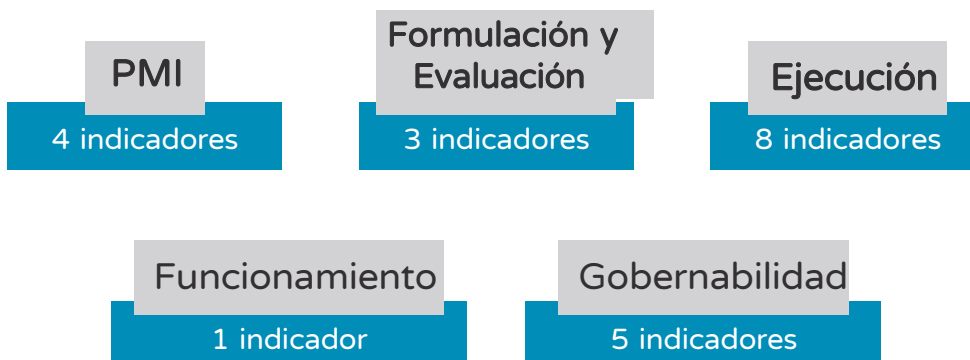 PMI
4 indicadores
Formulación y
Evaluación
3 indicadores
Ejecución
8 indicadores
Funcionamiento
1 indicador
Gobernabilidad
5 indicadores